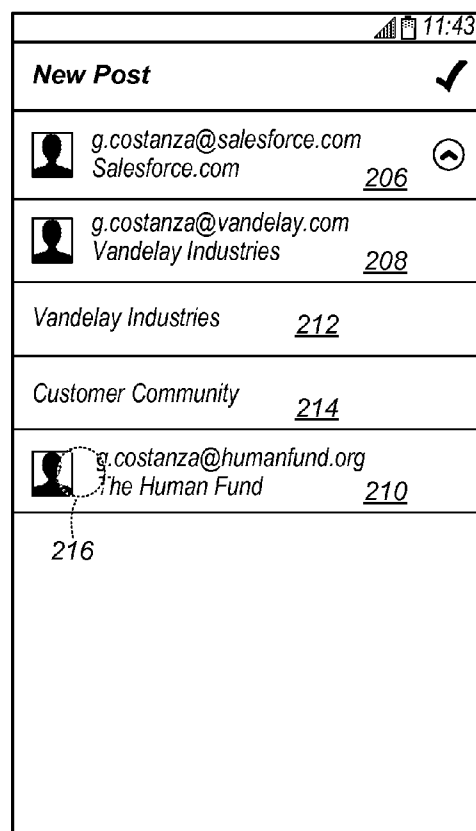 11:43
New Post
g.costanza@salesforce.com
Salesforce.com
206
g.costanza@vandelay.com
Vandelay Industries
208
Vandelay Industries 212
Customer Community 214
g.costanza@humanfund.org
The Human Fund 210
216